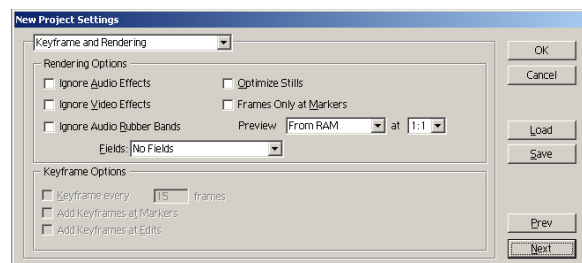 New Project Settings
Keyframe and Rendering
OK
Cancel
Load
Save
Prev
Next
Rendering Options
Ignore Audio Effects
Optimize Stills
Ignore Video Effects
Frames Only at Markers
Ignore Audio Rubber Bands
Preview From RAM at 1:1
Fields: No Fields
Keyframe Options
Keyframe every 15 frames
Add Keyframes at Markers
Add Keyframes at Edits